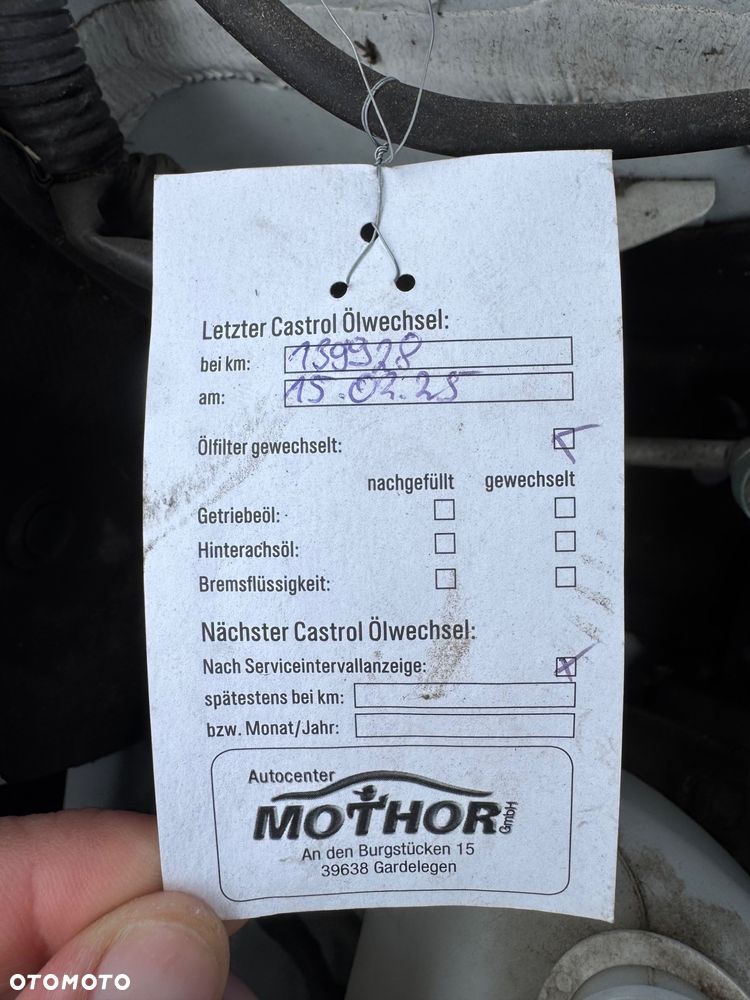 Letzter Castrol Ölwechsel:
bei km: 159928
am: 15.02.25
Ölfilter gewechselt:
nachgefüllt gewechselt
Getriebeöl:
Hinterachsöl:
Bremsflüssigkeit:
Nächster Castrol Ölwechsel:
Nach Serviceintervallanzeige:
spätestens bei km:
bzw. Monat/Jahr:
Autocenter
MOTHOR GmbH
An den Burgstücken 15
39638 Gardelegen
OTOMOTO